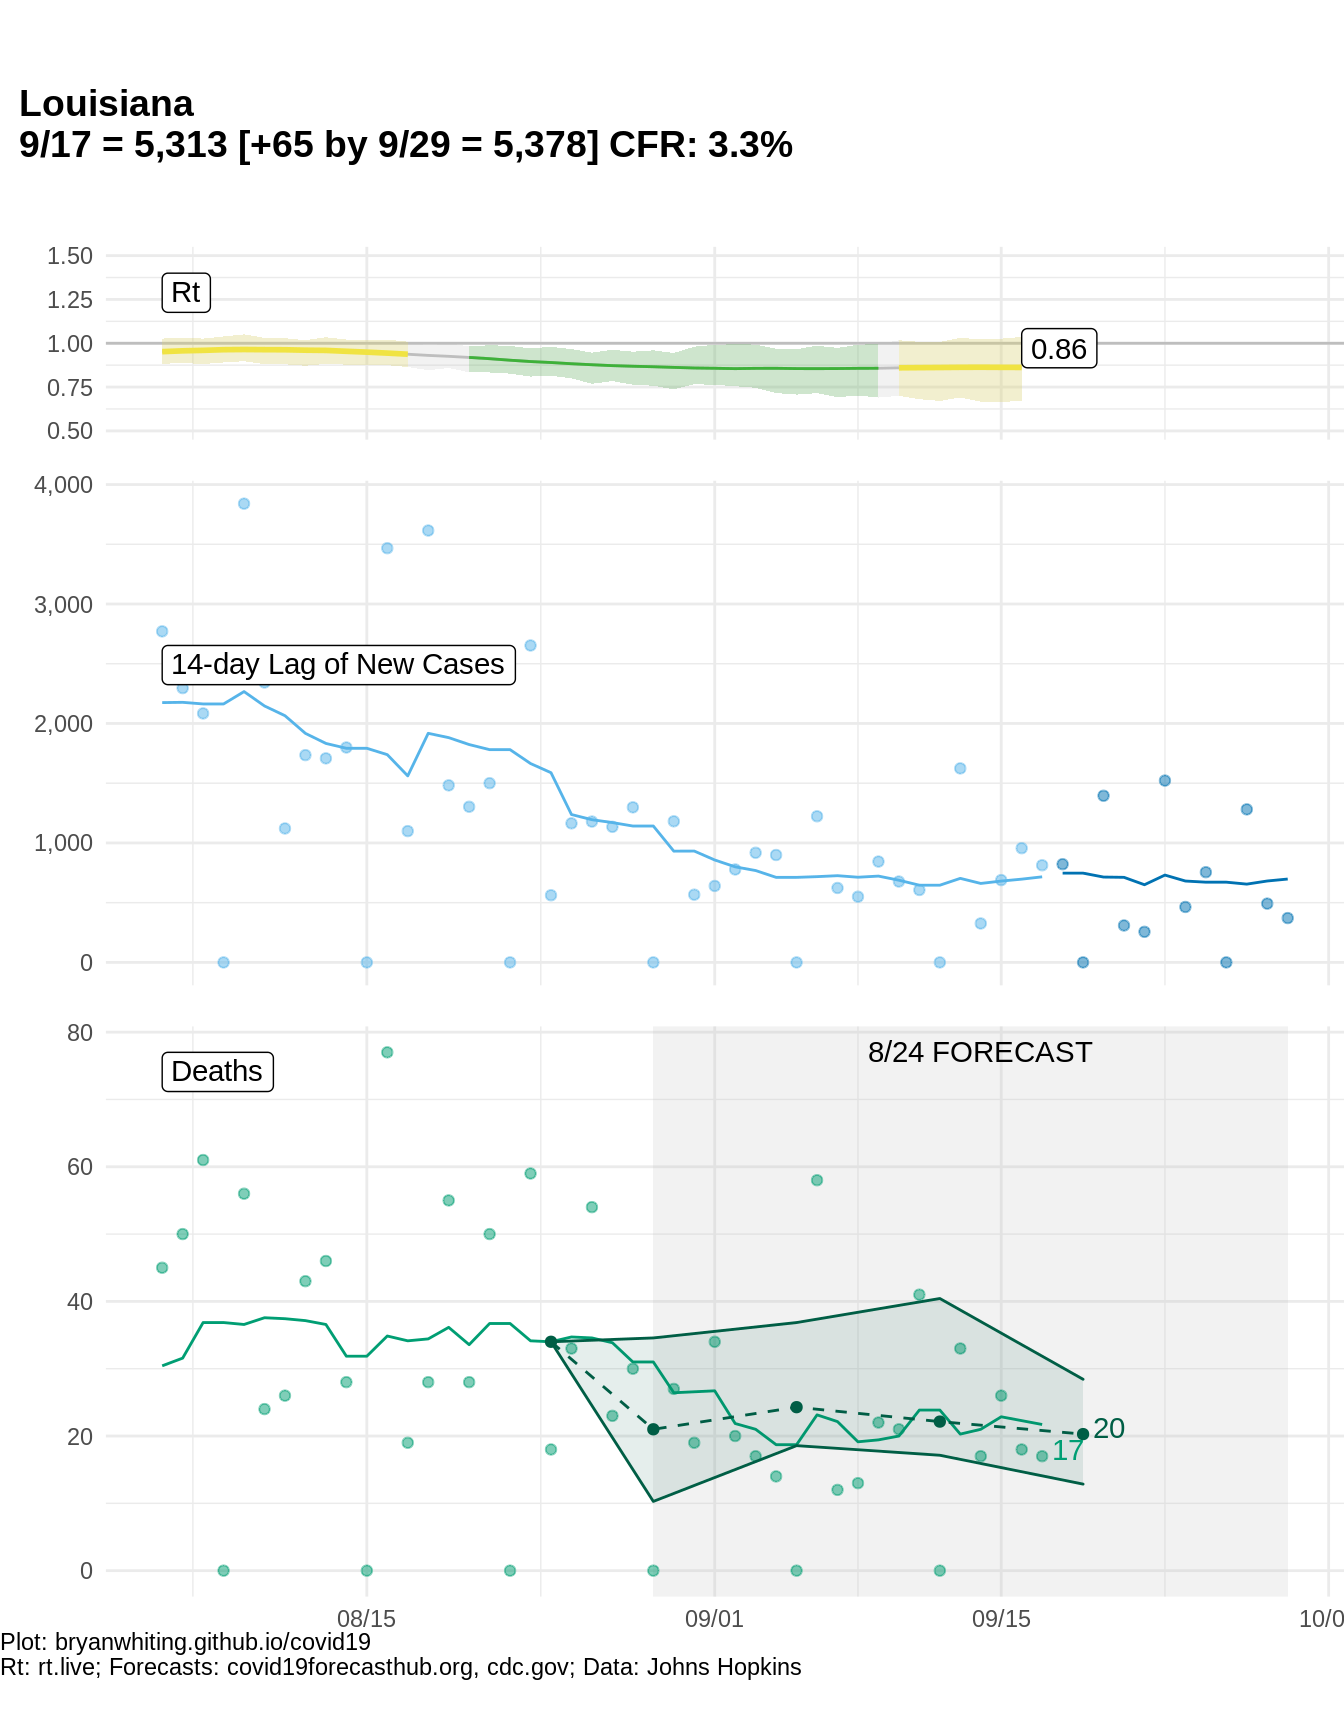 Louisiana
9/17 = 5,313 [+65 by 9/29 = 5,378] CFR: 3.3%
1.50
Rt
1.25
1.00
0.86
0.75
0.50
4,000
3,000
14-day Lag of New Cases
2,000
1,000
0
80
8/24 FORECAST
Deaths
60
40
20
20
17
0
08/15 09/01 09/15 10/0
Plot: bryanwhiting.github.io/covid19
Rt: rt.live; Forecasts: covid19forecasthub.org, cdc.gov; Data: Johns Hopkins